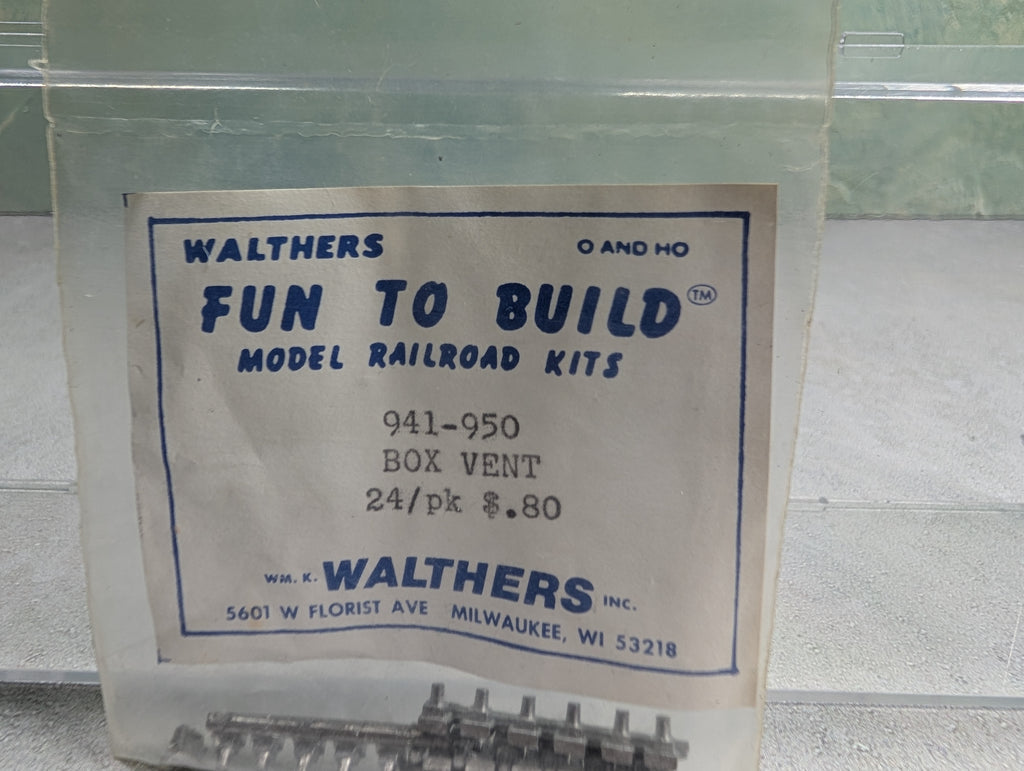 WALTHERS O AND HO
FUN TO BUILD™
MODEL RAILROAD KITS
941-950
BOX VENT
24/pk $.80
WM. K. WALTHERS INC.
5601 W FLORIST AVE MILWAUKEE, WI 53218